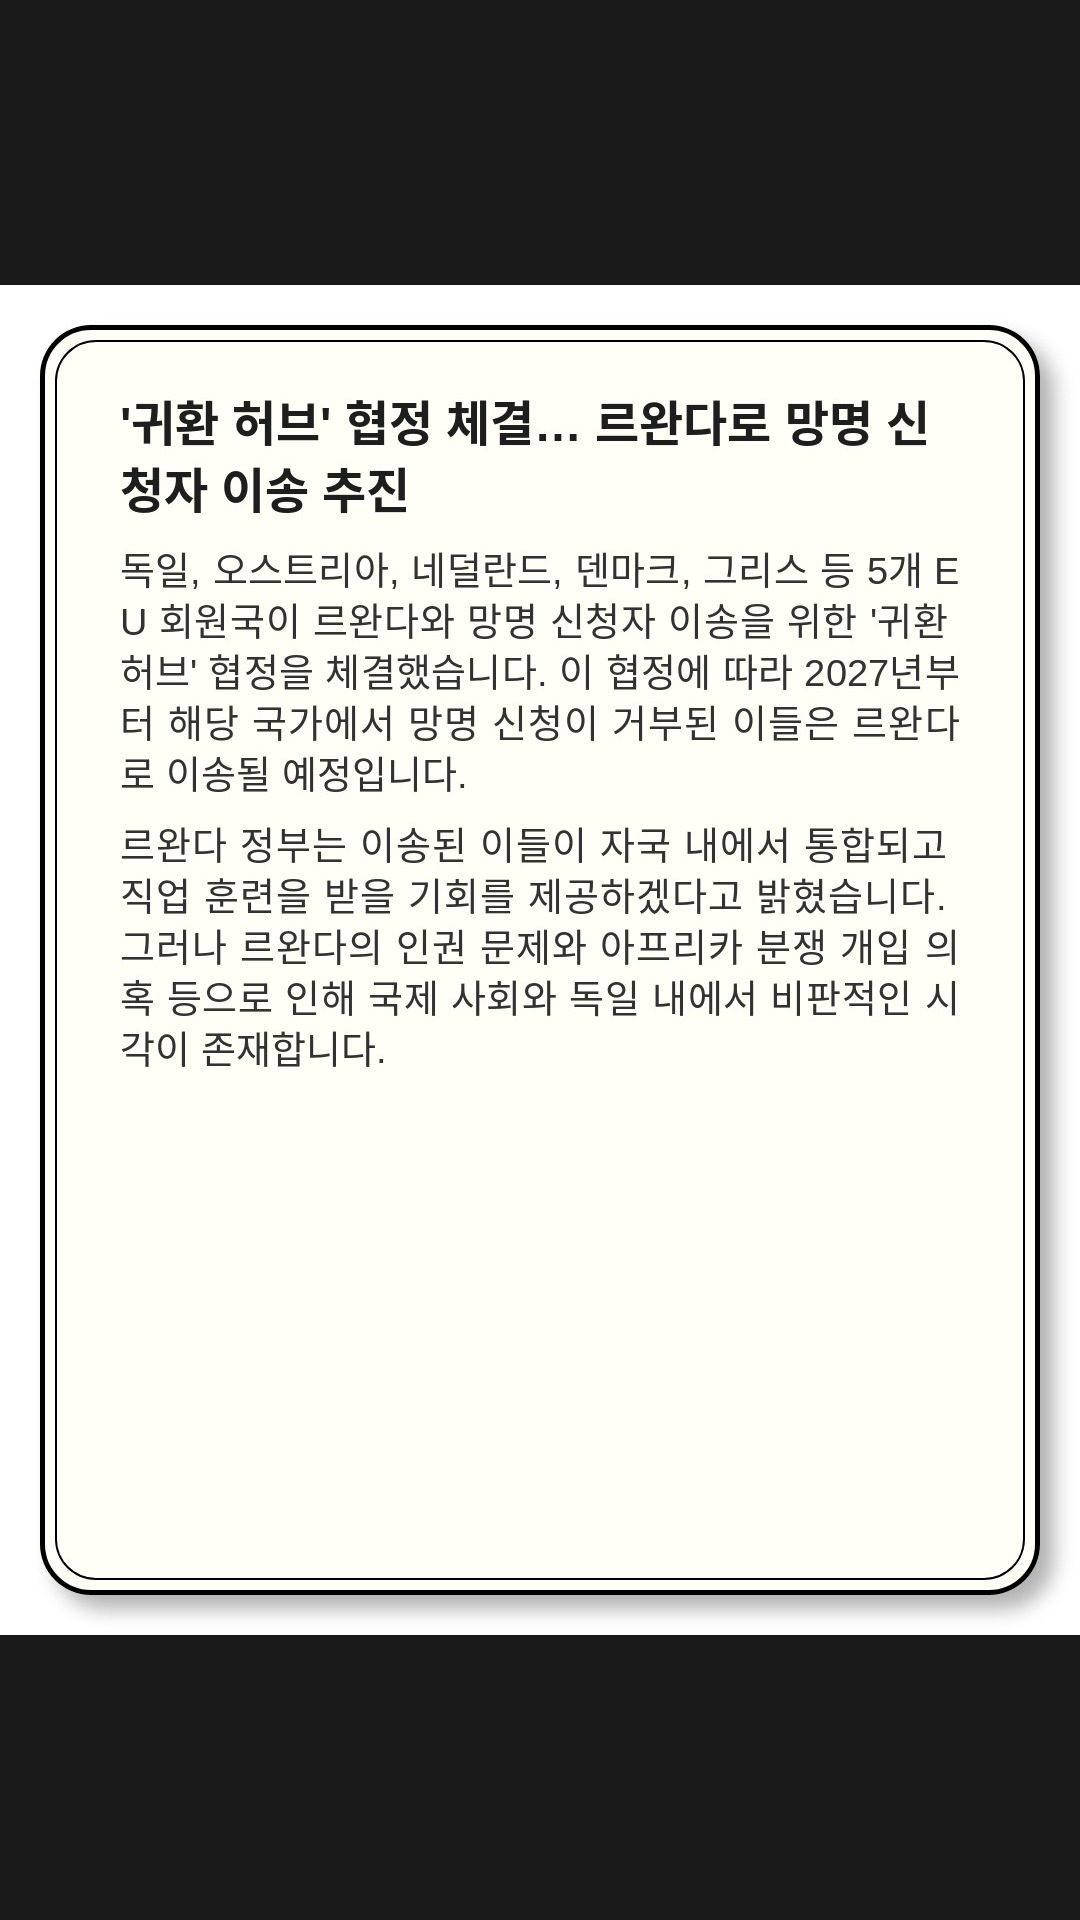 '귀환 허브' 협정 체결... 르완다로 망명 신
청자 이송 추진
독일, 오스트리아, 네덜란드, 덴마크, 그리스 등 5개 E
U 회원국이 르완다와 망명 신청자 이송을 위한 '귀환
허브' 협정을 체결했습니다. 이 협정에 따라 2027년부
터 해당 국가에서 망명 신청이 거부된 이들은 르완다
로 이송될 예정입니다.
르완다 정부는 이송된 이들이 자국 내에서 통합되고
직업 훈련을 받을 기회를 제공하겠다고 밝혔습니다.
그러나 르완다의 인권 문제와 아프리카 분쟁 개입 의
혹 등으로 인해 국제 사회와 독일 내에서 비판적인 시
각이 존재합니다.